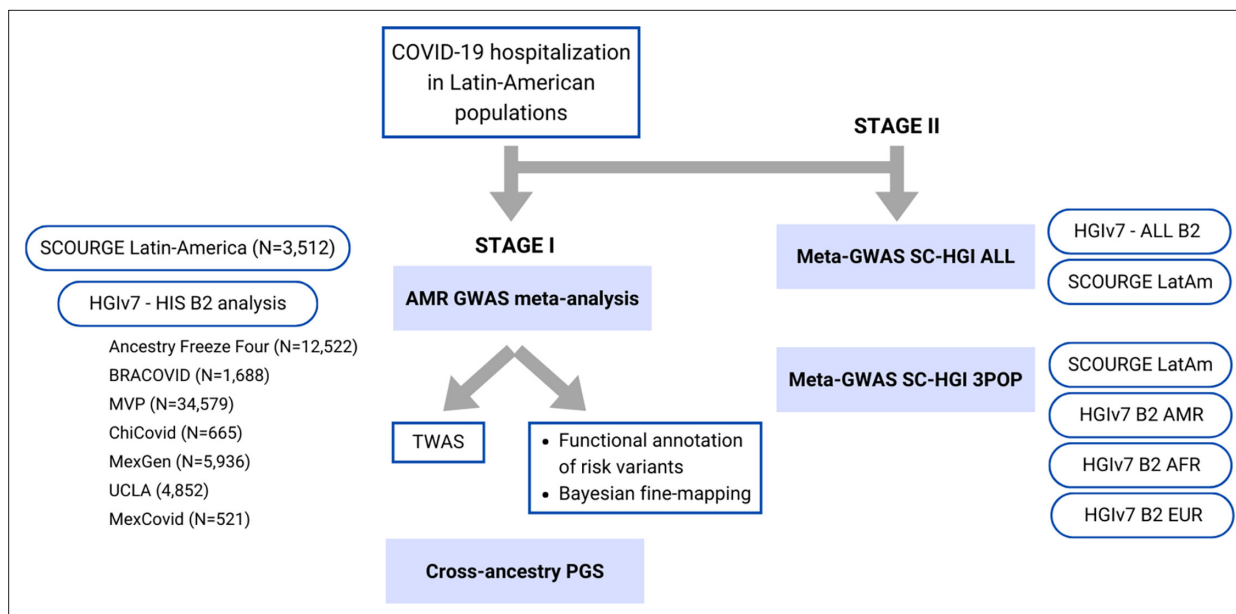 COVID-19 hospitalization
in Latin-American
populations
STAGE II
SCOURGE Latin-America (N=3,512)
HGIv7 - HIS B2 analysis
Ancestry Freeze Four (N=12,522)
BRACOVID (N=1,688)
MVP (N=34,579)
ChiCovid (N=665)
MexGen (N=5,936)
UCLA (4,852)
MexCovid (N=521)
STAGE I
AMR GWAS meta-analysis
TWAS
• Functional annotation
of risk variants
• Bayesian fine-mapping
Cross-ancestry PGS
Meta-GWAS SC-HGI ALL
HGIv7 - ALL B2
SCOURGE LatAm
Meta-GWAS SC-HGI 3POP
SCOURGE LatAm
HGIv7 B2 AMR
HGIv7 B2 AFR
HGIv7 B2 EUR